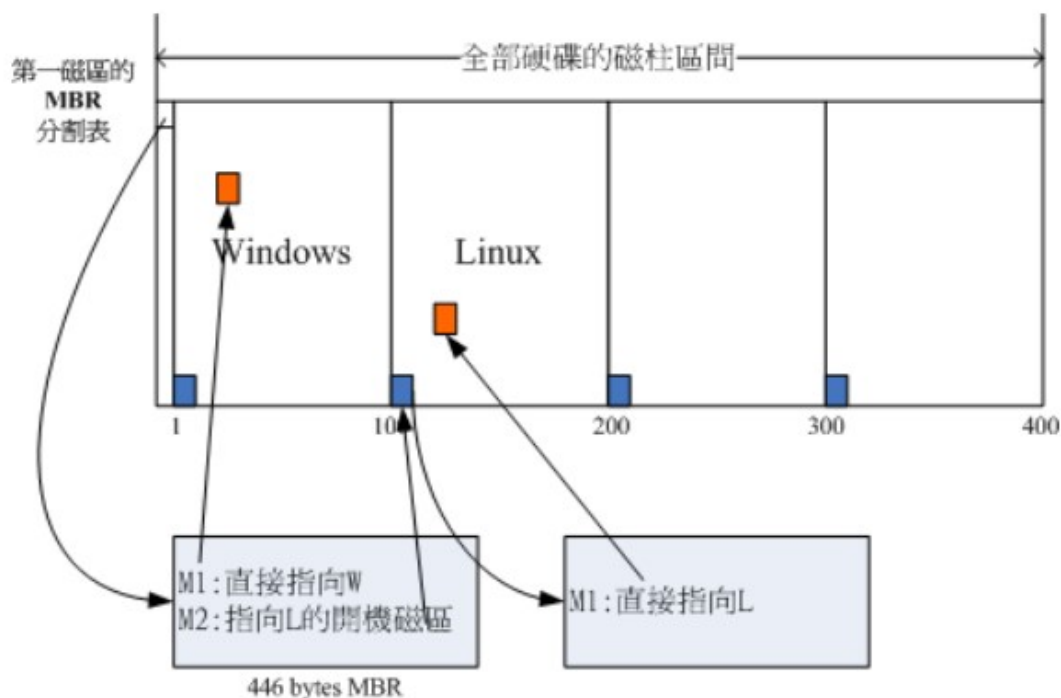 全部硬碟的磁柱區間
第一磁區的
MBR
分割表
Windows
Linux
1
100
200
300
400
M1:直接指向W
M2:指向L的開機磁區
M1:直接指向L
446 bytes MBR